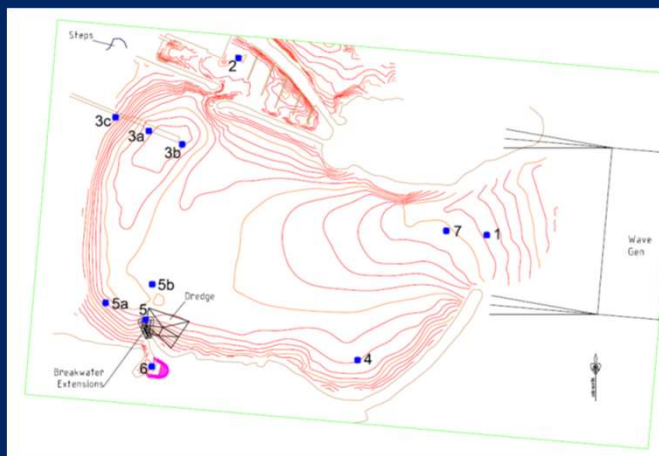 Steps
2
3c
3a
3b
7
1
Wave
Gen
5b
5a
5
Dredge
4
6
Breakwater
Extensions